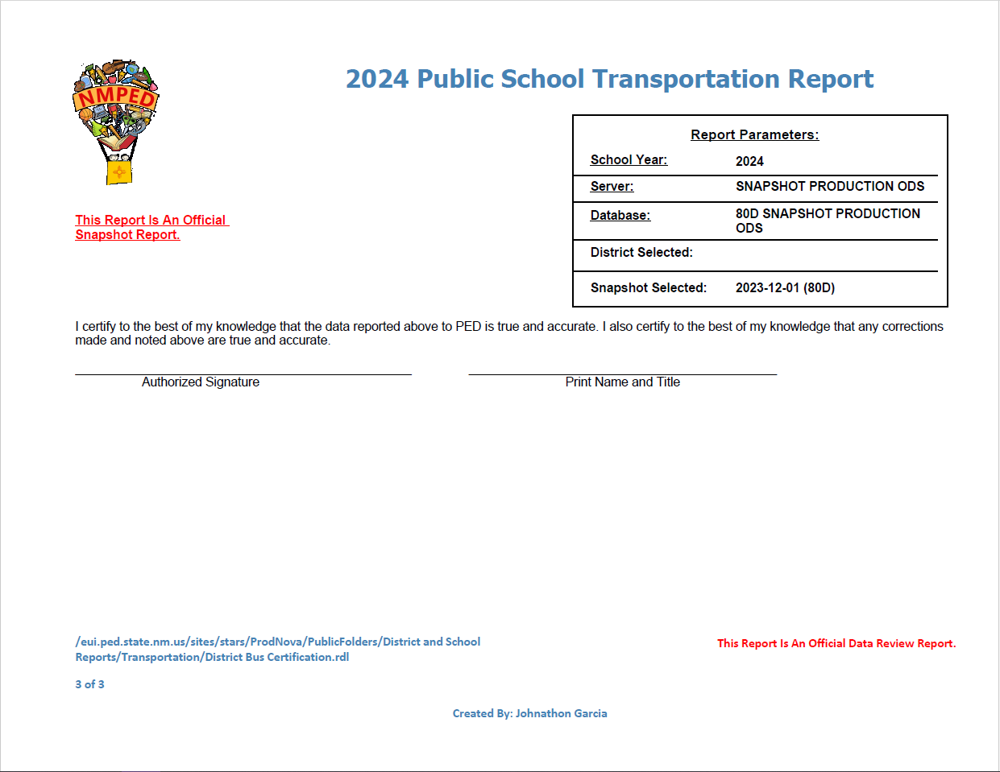 NMPED
2024 Public School Transportation Report
Report Parameters:
School Year: 2024
Server: SNAPSHOT PRODUCTION ODS
Database: 80D SNAPSHOT PRODUCTION
ODS
District Selected:
Snapshot Selected: 2023-12-01 (80D)
This Report Is An Official
Snapshot Report.
I certify to the best of my knowledge that the data reported above to PED is true and accurate. I also certify to the best of my knowledge that any corrections
made and noted above are true and accurate.
Authorized Signature
Print Name and Title
/eui.ped.state.nm.us/sites/stars/ProdNova/PublicFolders/District and School
Reports/Transportation/District Bus Certification.rdl
This Report Is An Official Data Review Report.
3 of 3
Created By: Johnathon Garcia